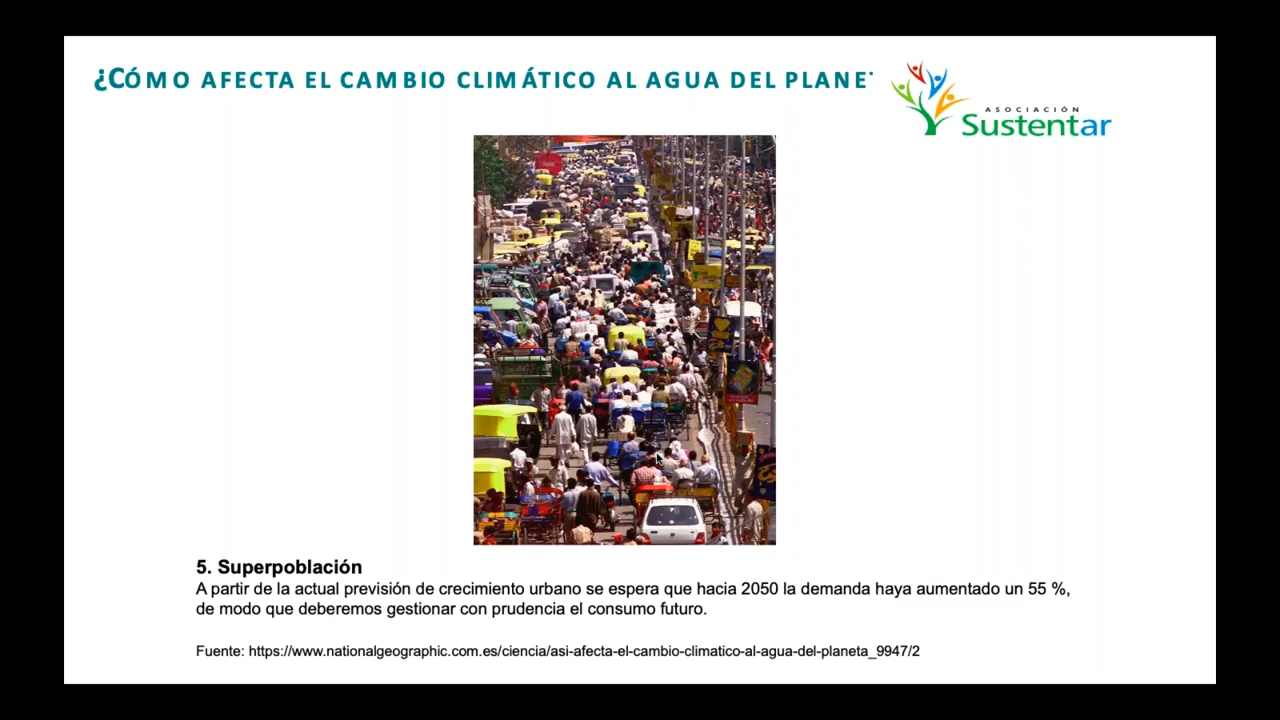 ¿CÓMO AFECTA EL CAMBIO CLIMÁTICO AL AGUA DEL PLANE
ASOCIACIÓN
Sustentar
5. Superpoblación
A partir de la actual previsión de crecimiento urbano se espera que hacia 2050 la demanda haya aumentado un 55 %,
de modo que deberemos gestionar con prudencia el consumo futuro.
Fuente: https://www.nationalgeographic.com.es/ciencia/asi-afecta-el-cambio-climatico-al-agua-del-planeta_9947/2